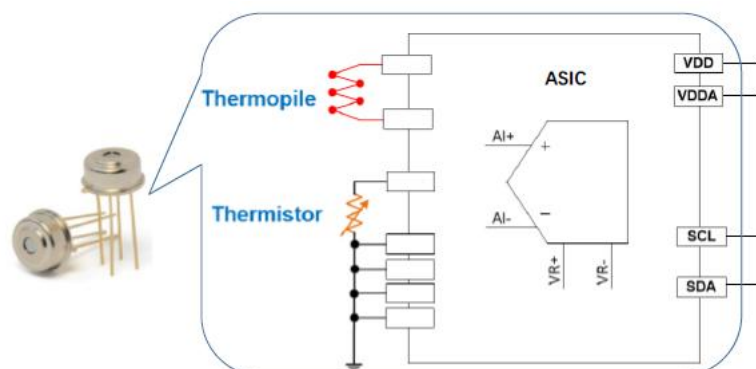 Thermopile
Thermistor
ASIC
AI+
+
AI-
−
VR+
VR-
VDD
VDDA
SCL
SDA